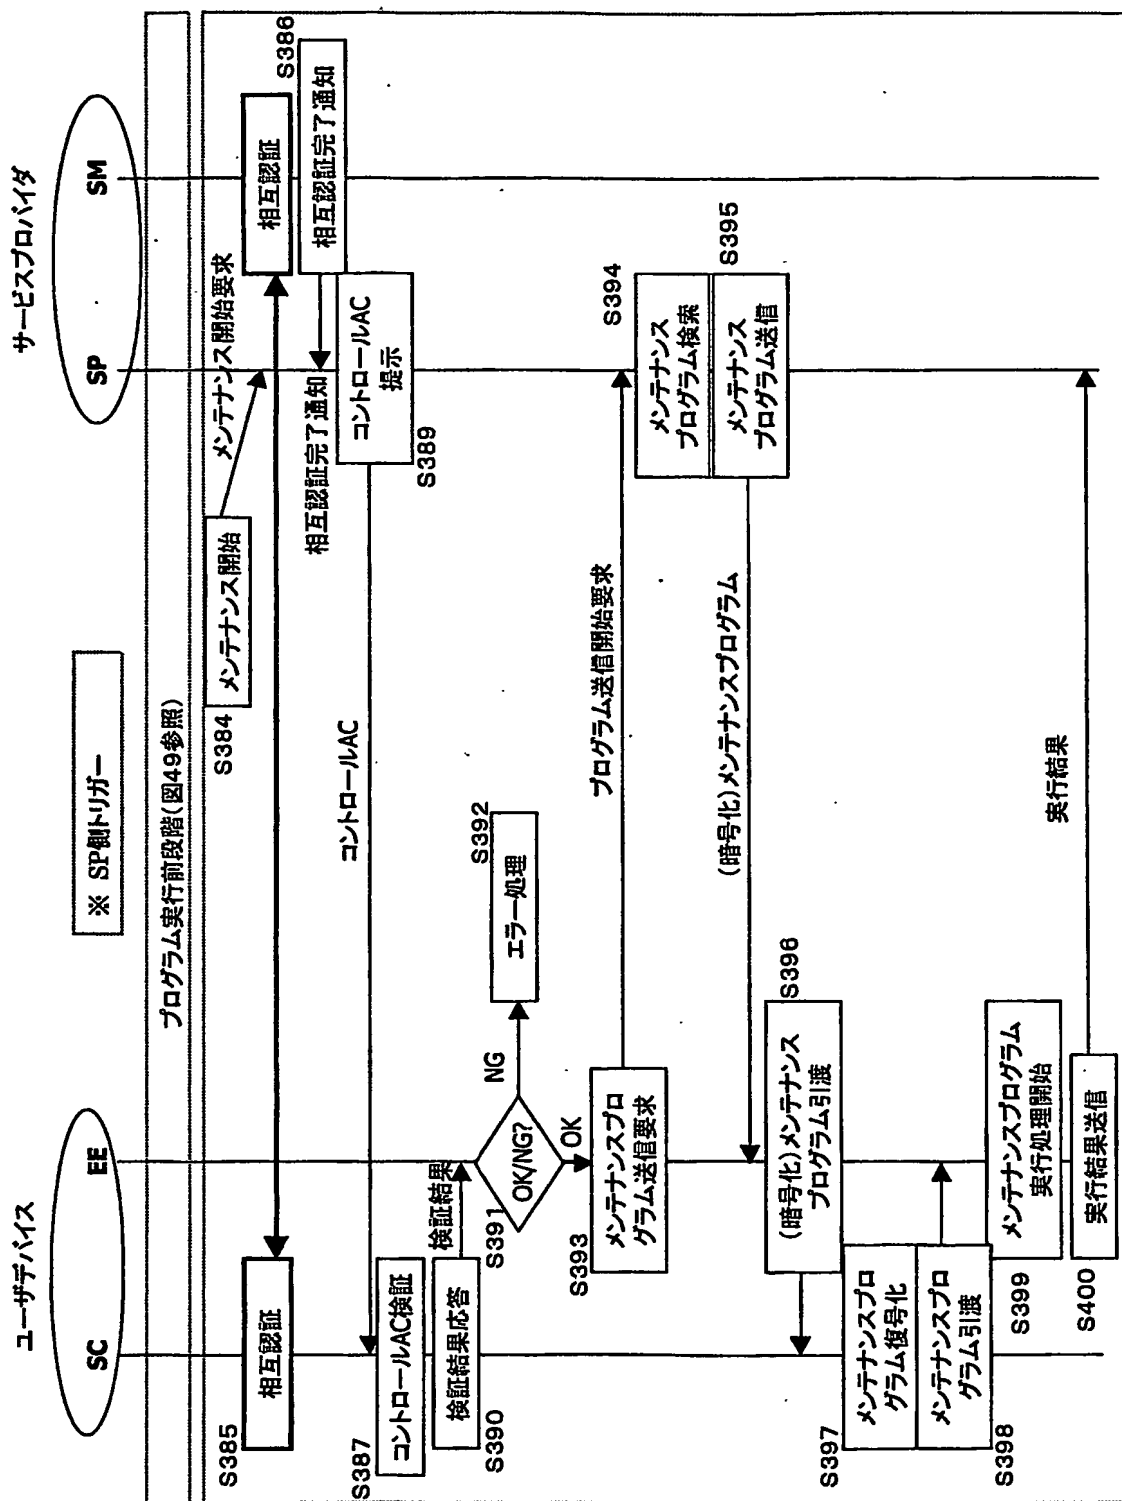 ※ SP側トリガー
ユーザデバイス
サービスプロバイダ
SC
EE
SP
SM
プログラム実行前段階(図49参照)
S384
メンテナンス開始
メンテナンス開始要求
S385
相互認証
相互認証
S386
相互認証完了通知
相互認証完了通知
コントロールAC
提示
S389
コントロールAC
S387
コントロールAC検証
検証結果応答
S390
検証結果
S391
OK/NG?
NG
S392
エラー処理
OK
S393
メンテナンスプロ
グラム送信要求
プログラム送信開始要求
S394
メンテナンス
プログラム検索
S395
メンテナンス
プログラム送信
(暗号化)メンテナンスプログラム
S396
(暗号化)メンテナンス
プログラム引渡
S397
メンテナンスプロ
グラム復号化
メンテナンスプロ
グラム引渡
S398
メンテナンスプログラム
実行処理開始
S399
実行結果送信
S400
実行結果